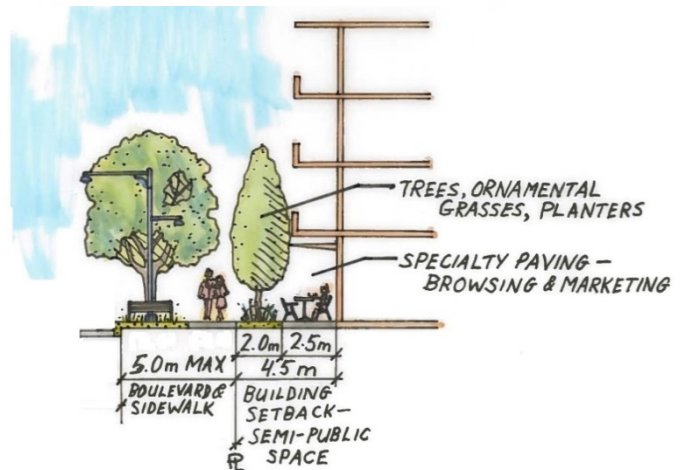 TREES, ORNAMENTAL
GRASSES, PLANTERS
SPECIALTY PAVING –
BROWSING & MARKETING
2.0m 2.5m
5.0m MAX 4.5m
BOULEVARD &
SIDEWALK
BUILDING
SETBACK–
SEMI-PUBLIC
SPACE
PL